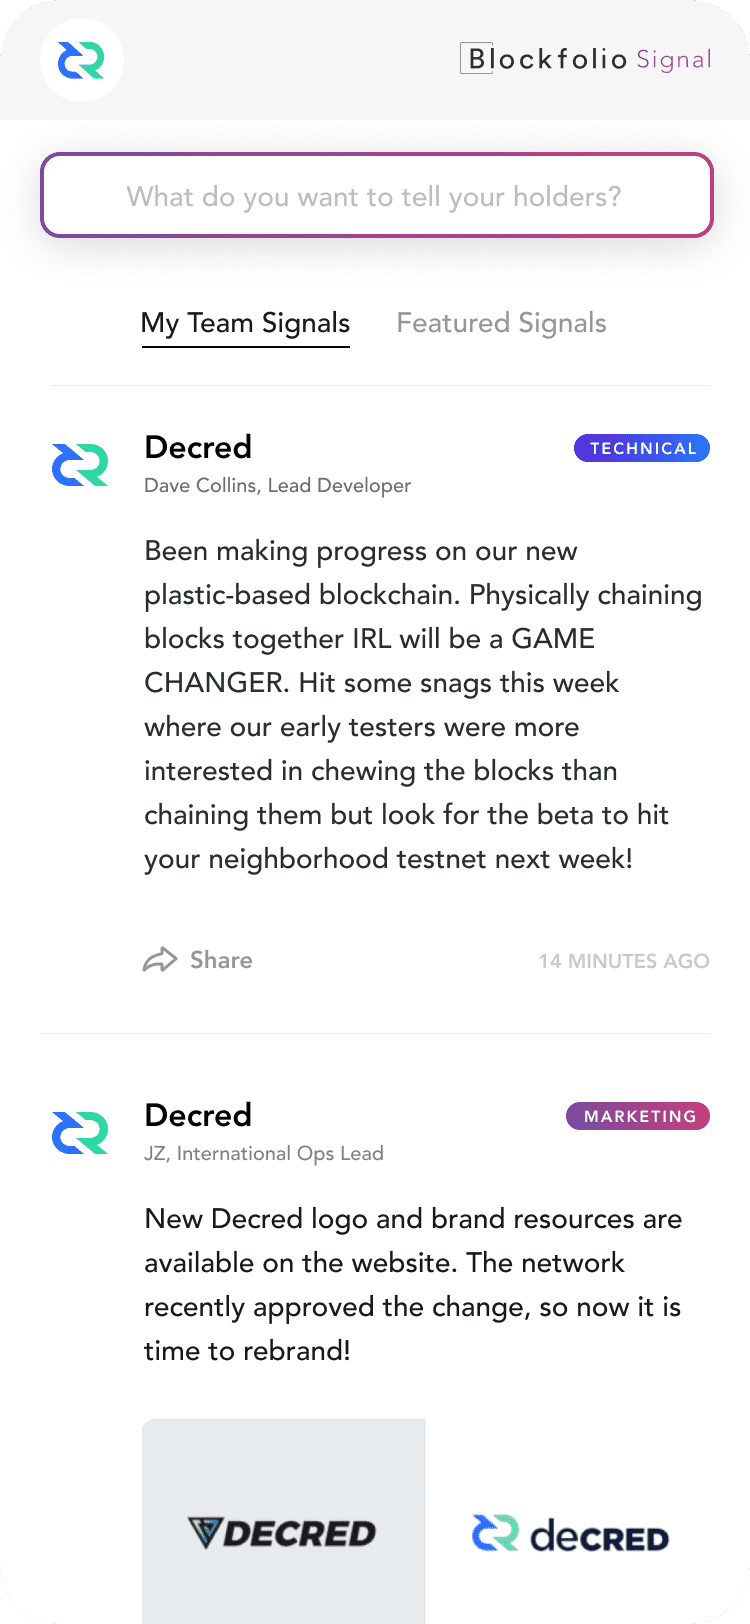 Blockfolio Signal
What do you want to tell your holders?
My Team Signals Featured Signals
Decred
TECHNICAL
Dave Collins, Lead Developer
Been making progress on our new
plastic-based blockchain. Physically chaining
blocks together IRL will be a GAME
CHANGER. Hit some snags this week
where our early testers were more
interested in chewing the blocks than
chaining them but look for the beta to hit
your neighborhood testnet next week!
Share
14 MINUTES AGO
Decred
MARKETING
JZ, International Ops Lead
New Decred logo and brand resources are
available on the website. The network
recently approved the change, so now it is
time to rebrand!
DECRED
deCRED